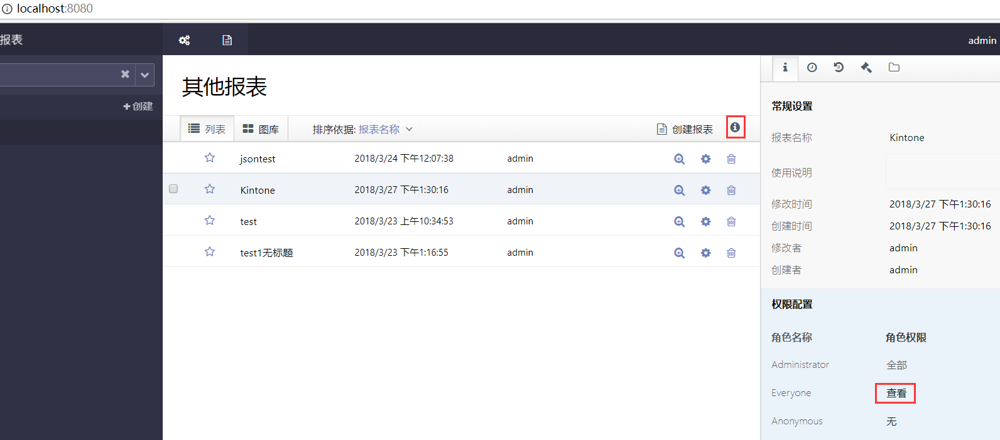 localhost:8080
报表
admin
创建
其他报表
列表 图库 排序依据: 报表名称 创建报表
jsontest 2018/3/24 下午12:07:38 admin
Kintone 2018/3/27 下午1:30:16 admin
test 2018/3/23 上午10:34:53 admin
test1无标题 2018/3/23 下午1:16:55 admin
常规设置
报表名称 Kintone
使用说明
修改时间 2018/3/27 下午1:30:16
创建时间 2018/3/27 下午1:30:16
修改者 admin
创建者 admin
权限配置
角色名称 角色权限
Administrator 全部
Everyone 查看
Anonymous 无